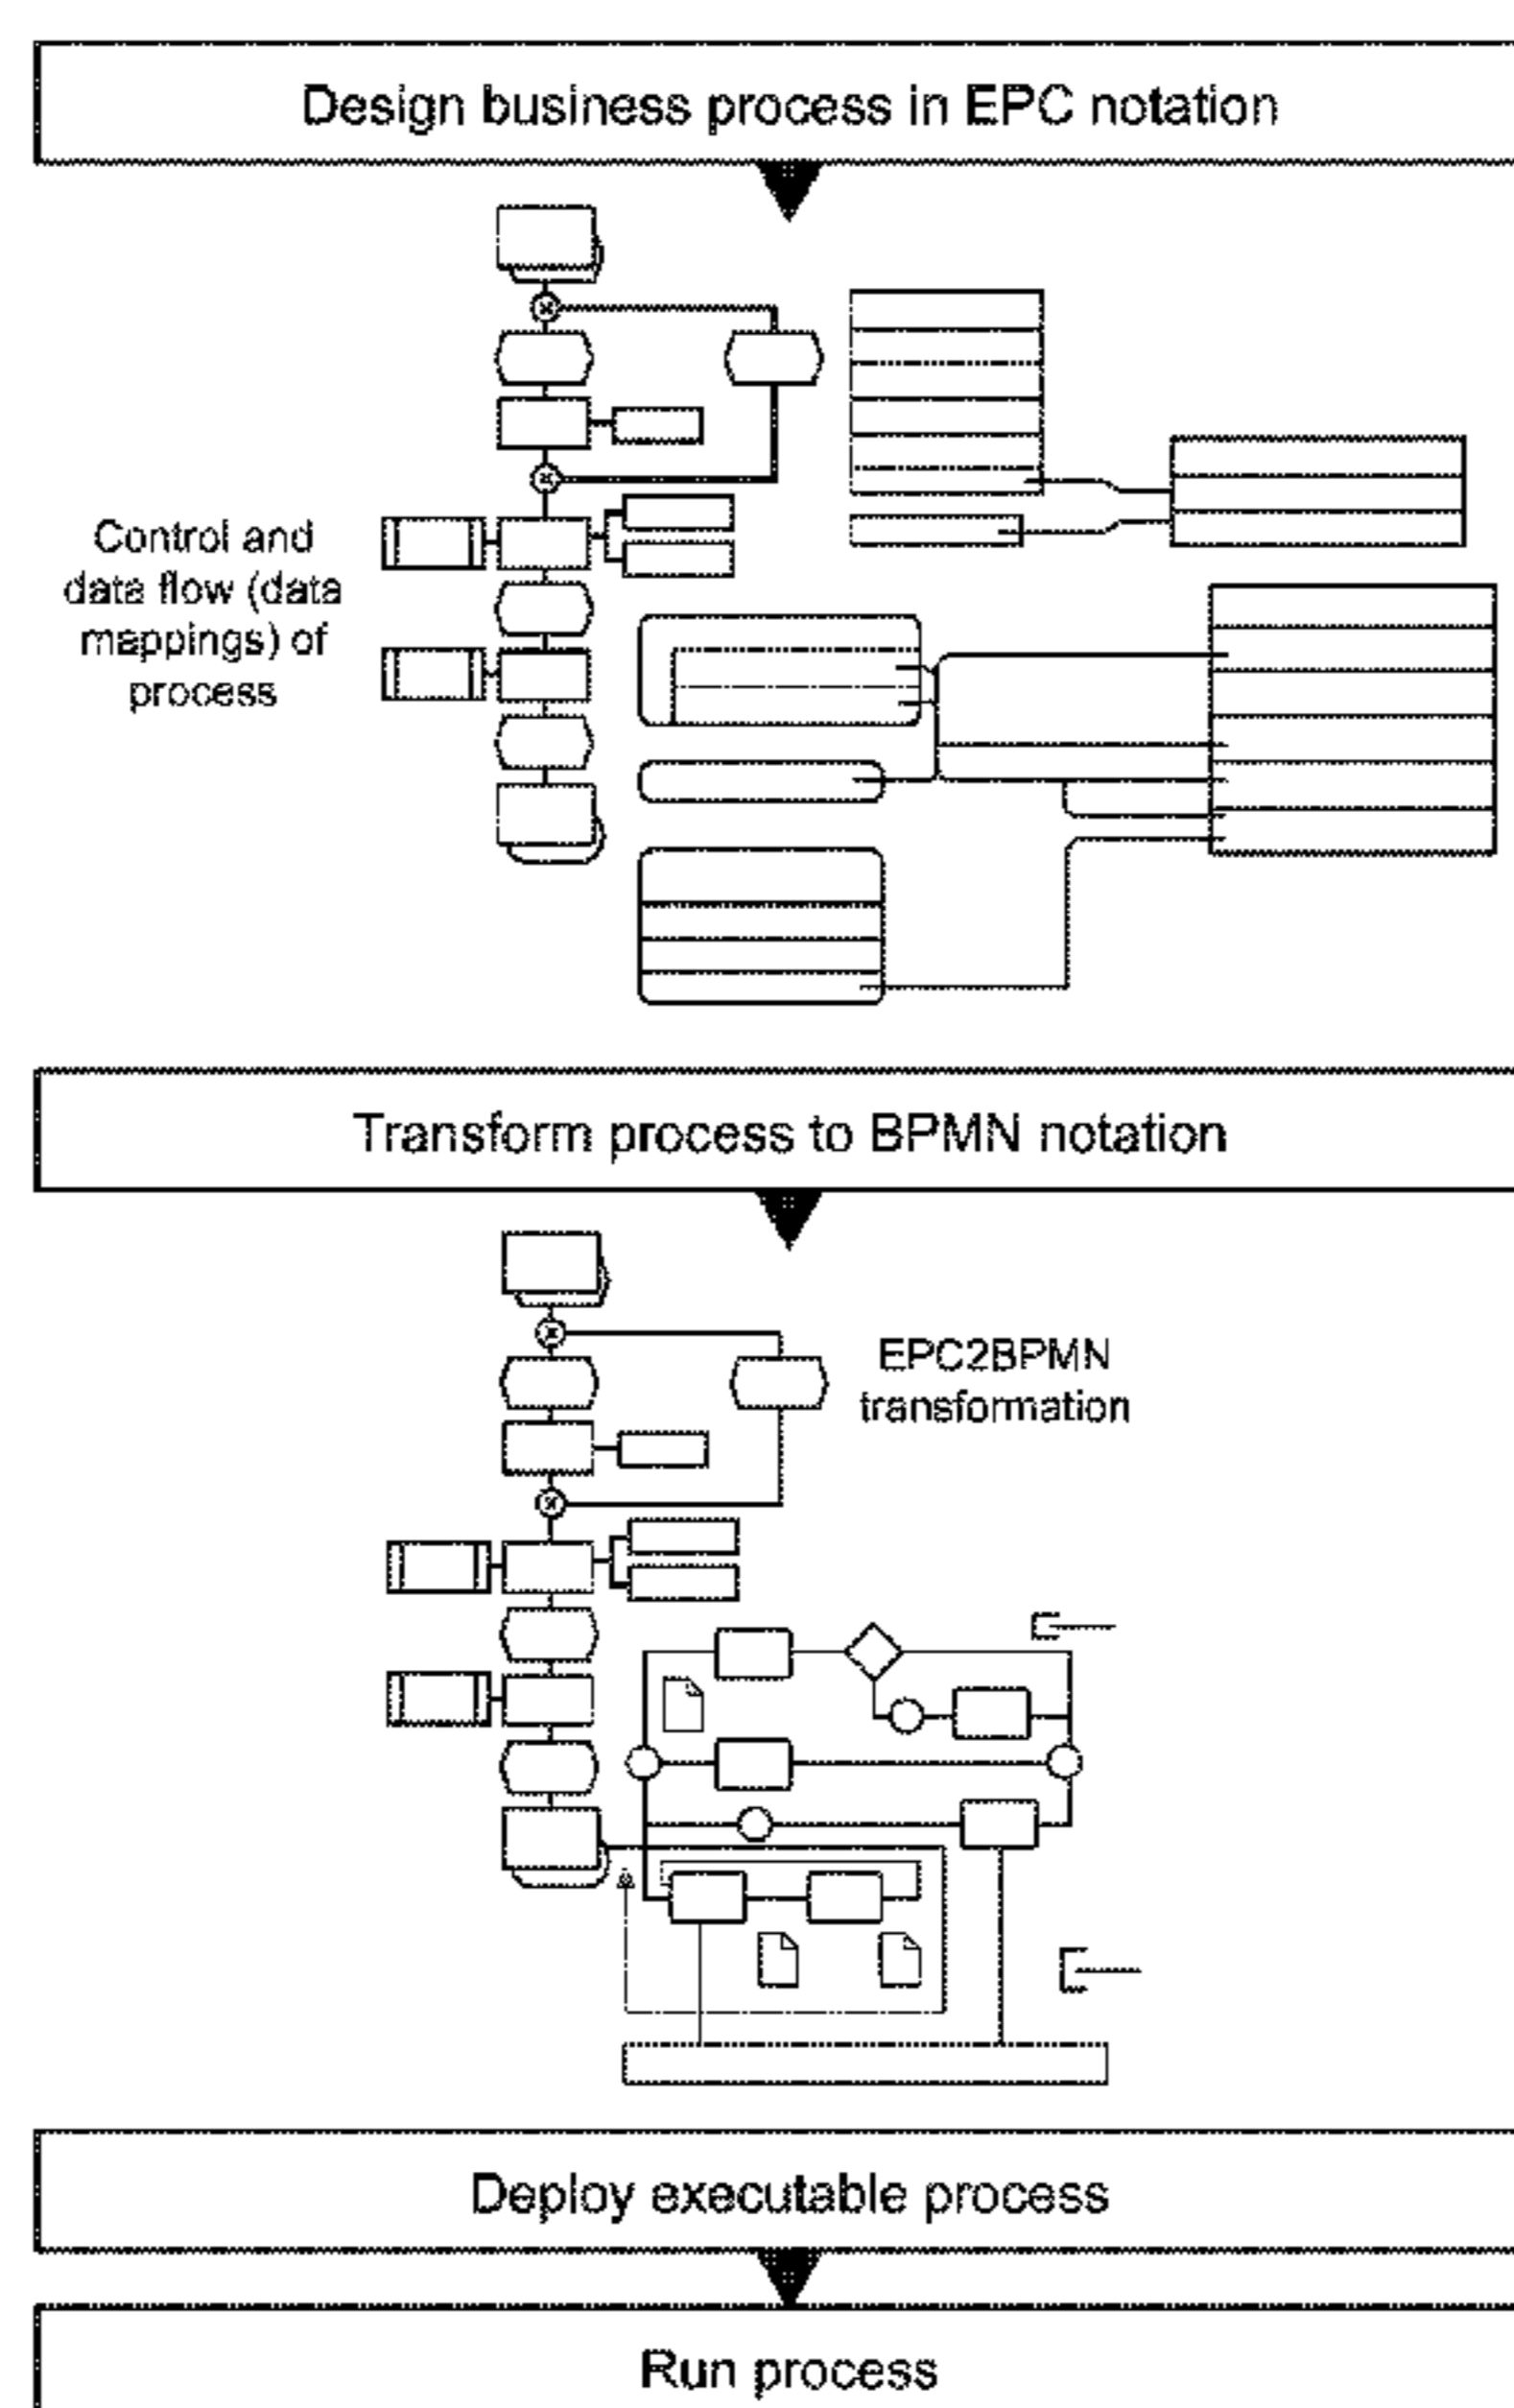 Design business process in EPC notation
Control and
data flow (data
mappings) of
process
Transform process to BPMN notation
EPC2BPMN
transformation
Deploy executable process
Run process